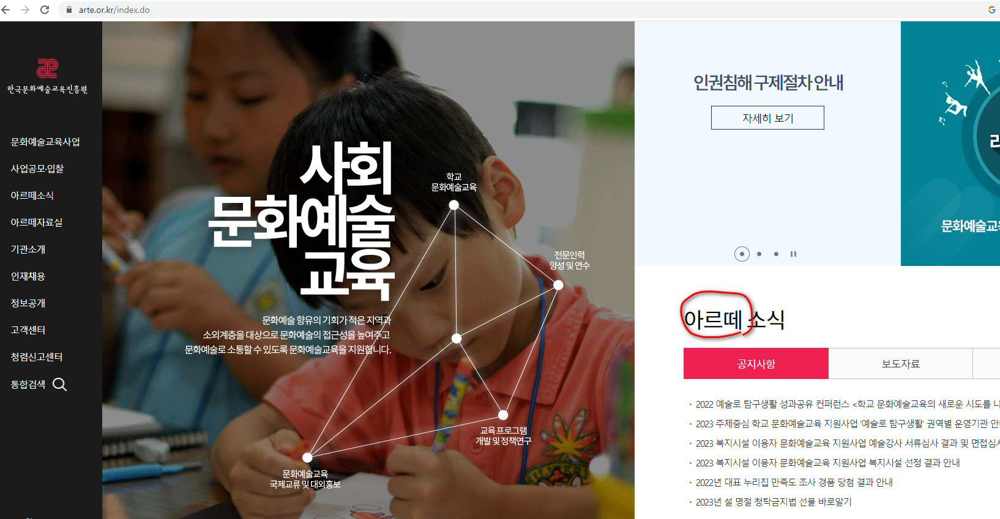 arte.or.kr/index.do
한국문화예술교육진흥원
문화예술교육사업
사업공모·입찰
아르떼소식
아르떼자료실
기관소개
인재채용
정보공개
고객센터
청렴신고센터
통합검색
사회
문화예술
교육
문화예술 향유의 기회가 적은 지역과
소외계층을 대상으로 문화예술의 접근성을 높여주고
문화예술로 소통할 수 있도록 문화예술교육을 지원합니다.
학교
문화예술교육
전문인력
양성 및 연수
교육 프로그램
개발 및 정책연구
문화예술교육
국제교류 및 대외홍보
인권침해 구제절차 안내
자세히 보기
문화예술교
아르떼 소식
공지사항
보도자료
· 2022 예술로 탐구생활 성과공유 컨퍼런스 <학교 문화예술교육의 새로운 시도를 나
· 2023 주제중심 학교 문화예술교육 지원사업 '예술로 탐구생활' 권역별 운영기관 안
· 2023 복지시설 이용자 문화예술교육 지원사업 예술강사 서류심사 결과 및 면접심사
· 2023 복지시설 이용자 문화예술교육 지원사업 복지시설 선정 결과 안내
· 2022년 대표 누리집 만족도 조사 경품 당첨 결과 안내
· 2023년 설 명절 청탁금지법 선물 바로알기